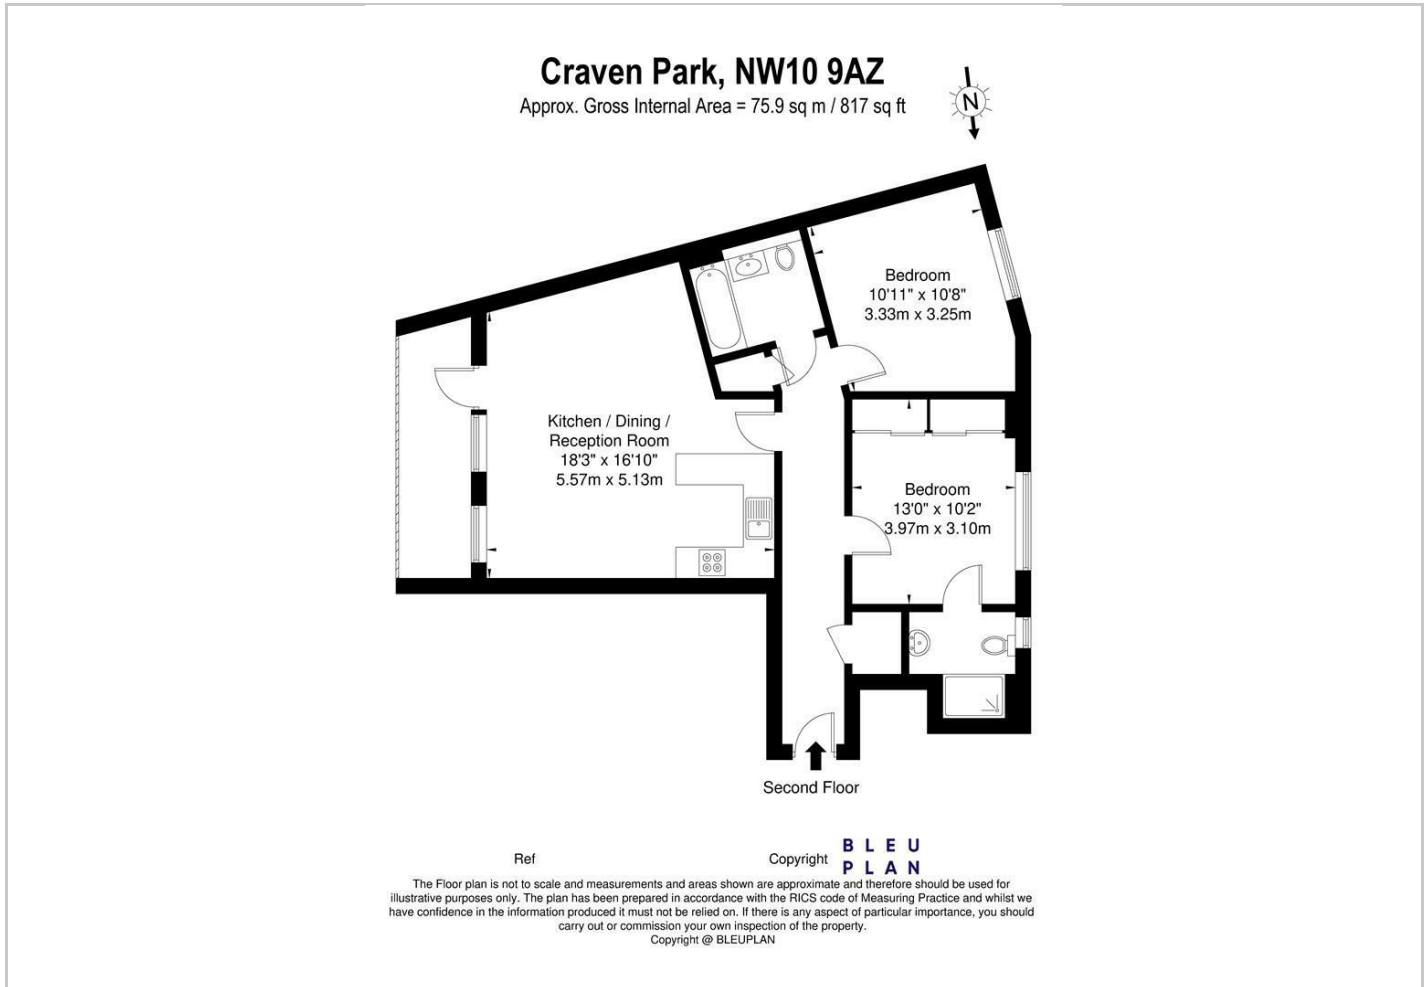 Craven Park, NW10 9AZ
Approx. Gross Internal Area = 75.9 sq m / 817 sq ft
N
Bedroom
10'11" x 10'8"
3.33m x 3.25m
Kitchen / Dining /
Reception Room
18'3" x 16'10"
5.57m x 5.13m
Bedroom
13'0" x 10'2"
3.97m x 3.10m
Second Floor
Ref
Copyright
BLEU
PLAN
The Floor plan is not to scale and measurements and areas shown are approximate and therefore should be used for
illustrative purposes only. The plan has been prepared in accordance with the RICS code of Measuring Practice and whilst we
have confidence in the information produced it must not be relied on. If there is any aspect of particular importance, you should
carry out or commission your own inspection of the property.
Copyright @ BLEUPLAN